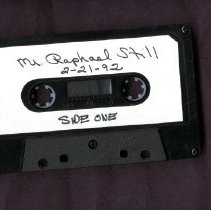 Mr. Raphael Still
2-21-92
SIDE ONE